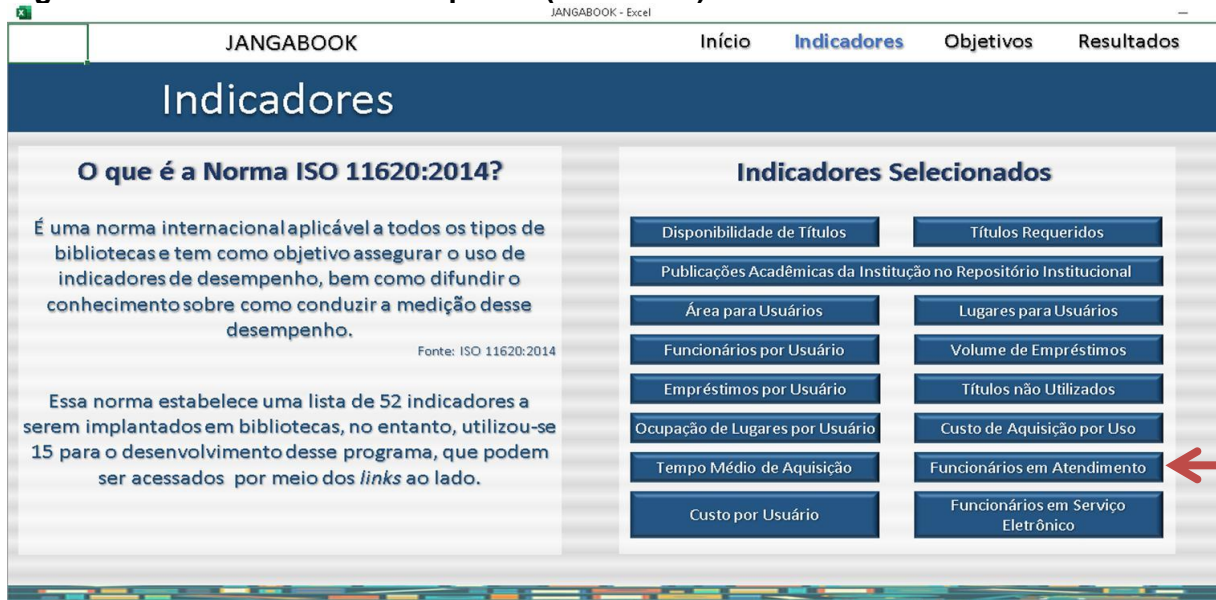 JANGABOOK - Excel
JANGABOOK
Início Indicadores Objetivos Resultados
Indicadores
O que é a Norma ISO 11620:2014?
É uma norma internacional aplicável a todos os tipos de
bibliotecas e tem como objetivo assegurar o uso de
indicadores de desempenho, bem como difundir o
conhecimento sobre como conduzir a medição desse
desempenho.
Fonte: ISO 11620:2014
Essa norma estabelece uma lista de 52 indicadores a
serem implantados em bibliotecas, no entanto, utilizou-se
15 para o desenvolvimento desse programa, que podem
ser acessados por meio dos links ao lado.
Indicadores Selecionados
Disponibilidade de Títulos
Títulos Requeridos
Publicações Acadêmicas da Institução no Repositório Institucional
Área para Usuários
Lugares para Usuários
Funcionários por Usuário
Volume de Empréstimos
Empréstimos por Usuário
Títulos não Utilizados
Ocupação de Lugares por Usuário
Custo de Aquisição por Uso
Tempo Médio de Aquisição
Funcionários em Atendimento
Custo por Usuário
Funcionários em Serviço
Eletrônico